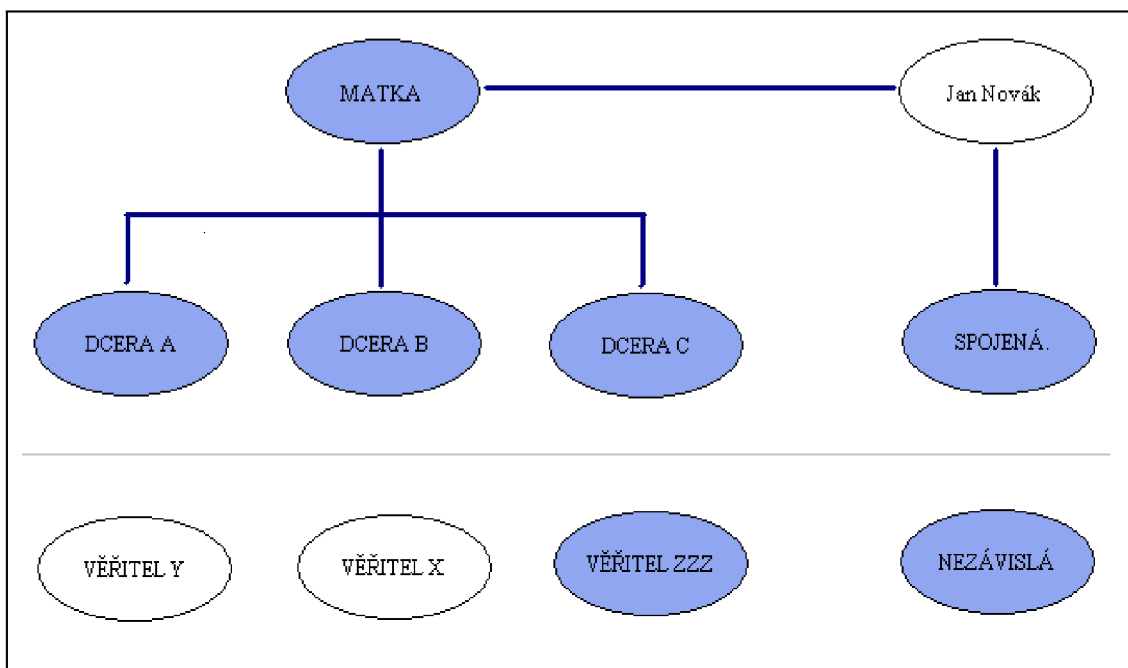 MATKA
Jan Novák
DCERA A
DCERA B
DCERA C
SPOJENÁ.
VĚŘITEL Y
VĚŘITEL X
VĚŘITEL ZZZ
NEZÁVISLÁ